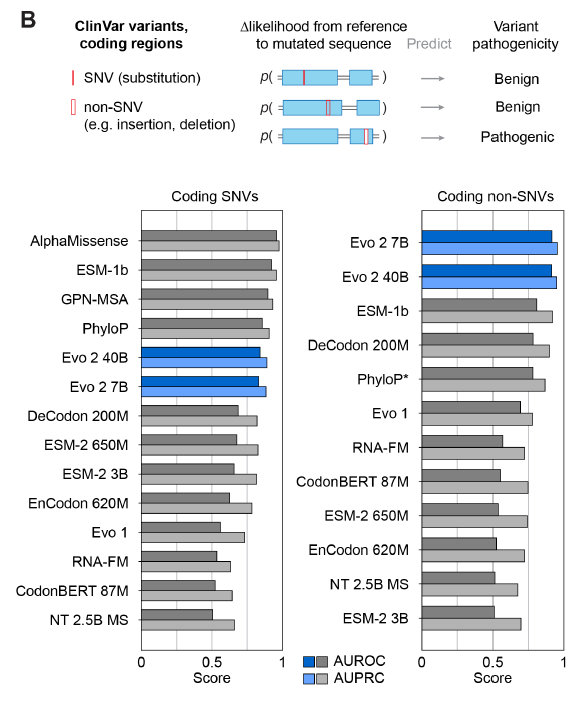 B
ClinVar variants,
coding regions
SNV (substitution)
non-SNV
(e.g. insertion, deletion)
Δlikelihood from reference
to mutated sequence
p( )
p( )
p( )
Predict
Variant
pathogenicity
Benign
Benign
Pathogenic
Coding SNVs
AlphaMissense
ESM-1b
GPN-MSA
PhyloP
Evo 2 40B
Evo 2 7B
DeCodon 200M
ESM-2 650M
ESM-2 3B
EnCodon 620M
Evo 1
RNA-FM
CodonBERT 87M
NT 2.5B MS
0 0.5 1
Score
Coding non-SNVs
Evo 2 7B
Evo 2 40B
ESM-1b
DeCodon 200M
PhyloP*
Evo 1
RNA-FM
CodonBERT 87M
ESM-2 650M
EnCodon 620M
NT 2.5B MS
ESM-2 3B
0 0.5 1
Score
AUROC
AUPRC